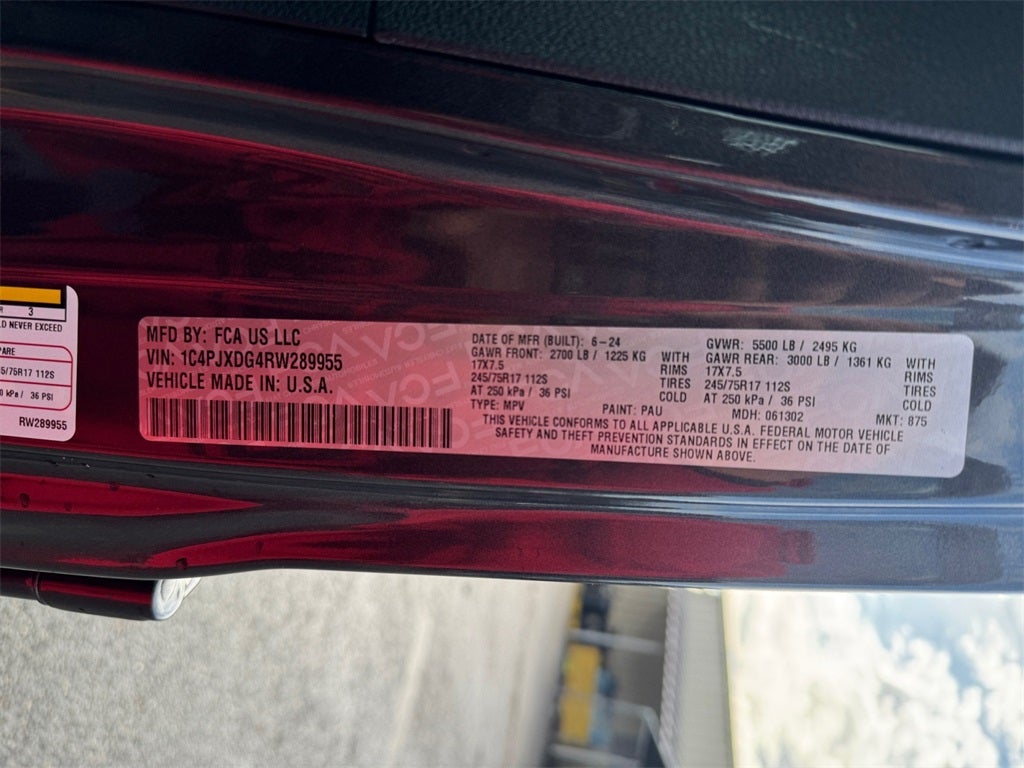 3
LD NEVER EXCEED
PARE
5/75R17 112S
kPa / 36 PSI
RW289955
MFD BY: FCA US LLC
VIN: 1C4PJXDG4RW289955
VEHICLE MADE IN: U.S.A.
DATE OF MFR (BUILT): 6-24
GAWR FRONT: 2700 LB / 1225 KG WITH
17X7.5 RIMS
245/75R17 112S TIRES
AT 250 kPa / 36 PSI COLD
TYPE: MPV
PAINT: PAU
GVWR: 5500 LB / 2495 KG
GAWR REAR: 3000 LB / 1361 KG WITH
17X7.5 RIMS
245/75R17 112S TIRES
AT 250 kPa / 36 PSI COLD
MDH: 061302
MKT: 875
THIS VEHICLE CONFORMS TO ALL APPLICABLE U.S.A. FEDERAL MOTOR VEHICLE
SAFETY AND THEFT PREVENTION STANDARDS IN EFFECT ON THE DATE OF
MANUFACTURE SHOWN ABOVE.